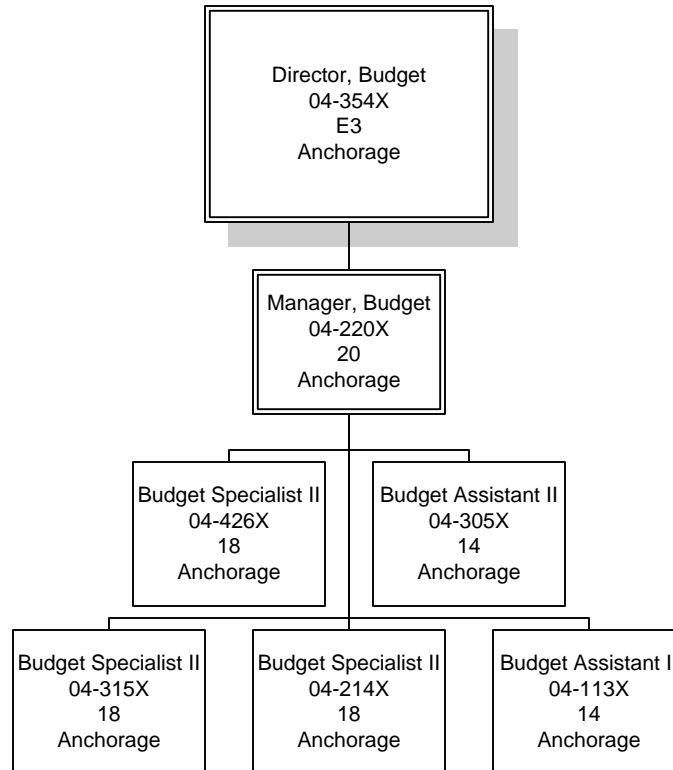 Director, Budget
04-354X
E3
Anchorage
Manager, Budget
04-220X
20
Anchorage
Budget Specialist II
04-426X
18
Anchorage
Budget Assistant II
04-305X
14
Anchorage
Budget Specialist II
04-315X
18
Anchorage
Budget Specialist II
04-214X
18
Anchorage
Budget Assistant I
04-113X
14
Anchorage